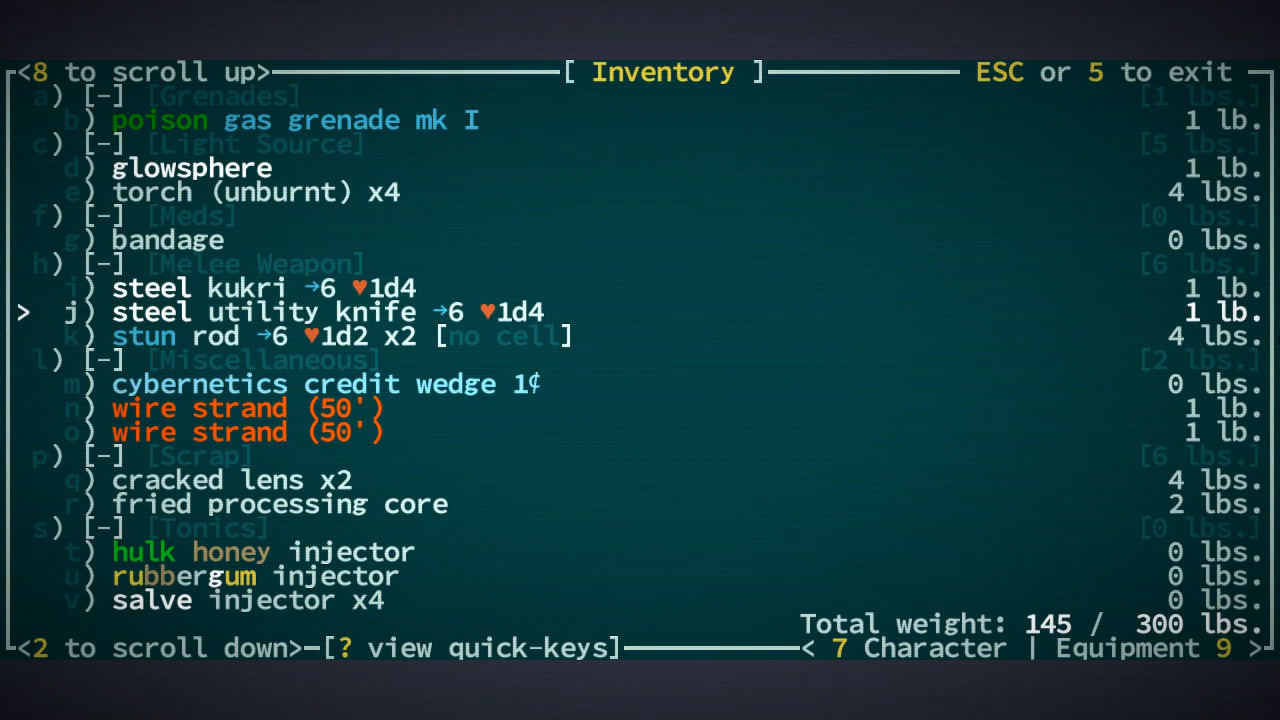 <8 to scroll up> [ Inventory ] ESC or 5 to exit
a) [-] [Grenades] [1 lbs.]
b) poison gas grenade mk I 1 lb.
c) [-] [Light Source] [5 lbs.]
d) glowsphere 1 lb.
e) torch (unburnt) x4 4 lbs.
f) [-] [Meds] [0 lbs.]
g) bandage 0 lbs.
h) [-] [Melee Weapon] [6 lbs.]
i) steel kukri →6 ♥1d4 1 lb.
> j) steel utility knife →6 ♥1d4 1 lb.
k) stun rod →6 ♥1d2 x2 [no cell] 4 lbs.
l) [-] [Miscellaneous] [2 lbs.]
m) cybernetics credit wedge 1¢ 0 lbs.
n) wire strand (50') 1 lb.
o) wire strand (50') 1 lb.
p) [-] [Scrap] [6 lbs.]
q) cracked lens x2 4 lbs.
r) fried processing core 2 lbs.
s) [-] [Tonics] [0 lbs.]
t) hulk honey injector 0 lbs.
u) rubbergum injector 0 lbs.
v) salve injector x4 0 lbs.
Total weight: 145 / 300 lbs.
<2 to scroll down> [? view quick-keys] < 7 Character | Equipment 9 >